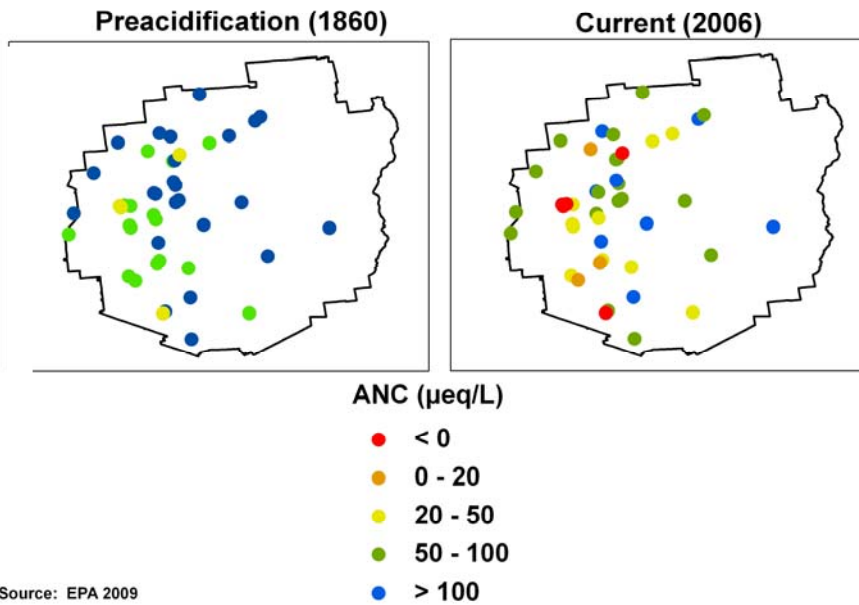 Preacidification (1860)
Current (2006)
ANC (µeq/L)
< 0
0 - 20
20 - 50
50 - 100
> 100
Source: EPA 2009